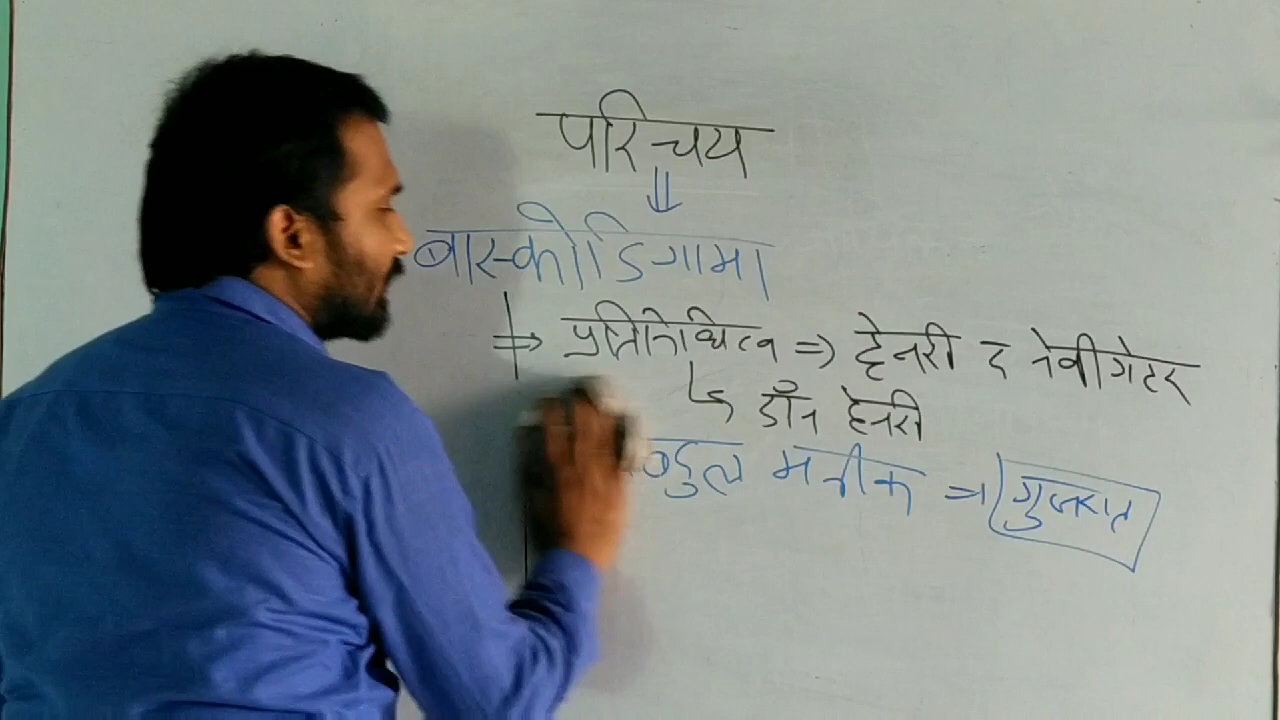 परिचय
⇓
बास्कोडिगामा
⇒ प्रतिनिधित्व ⇒ हेनरी द नेवीगेटर
↳ डॉन हेनरी
ब्दुल मनीक ⇒ गुजरात